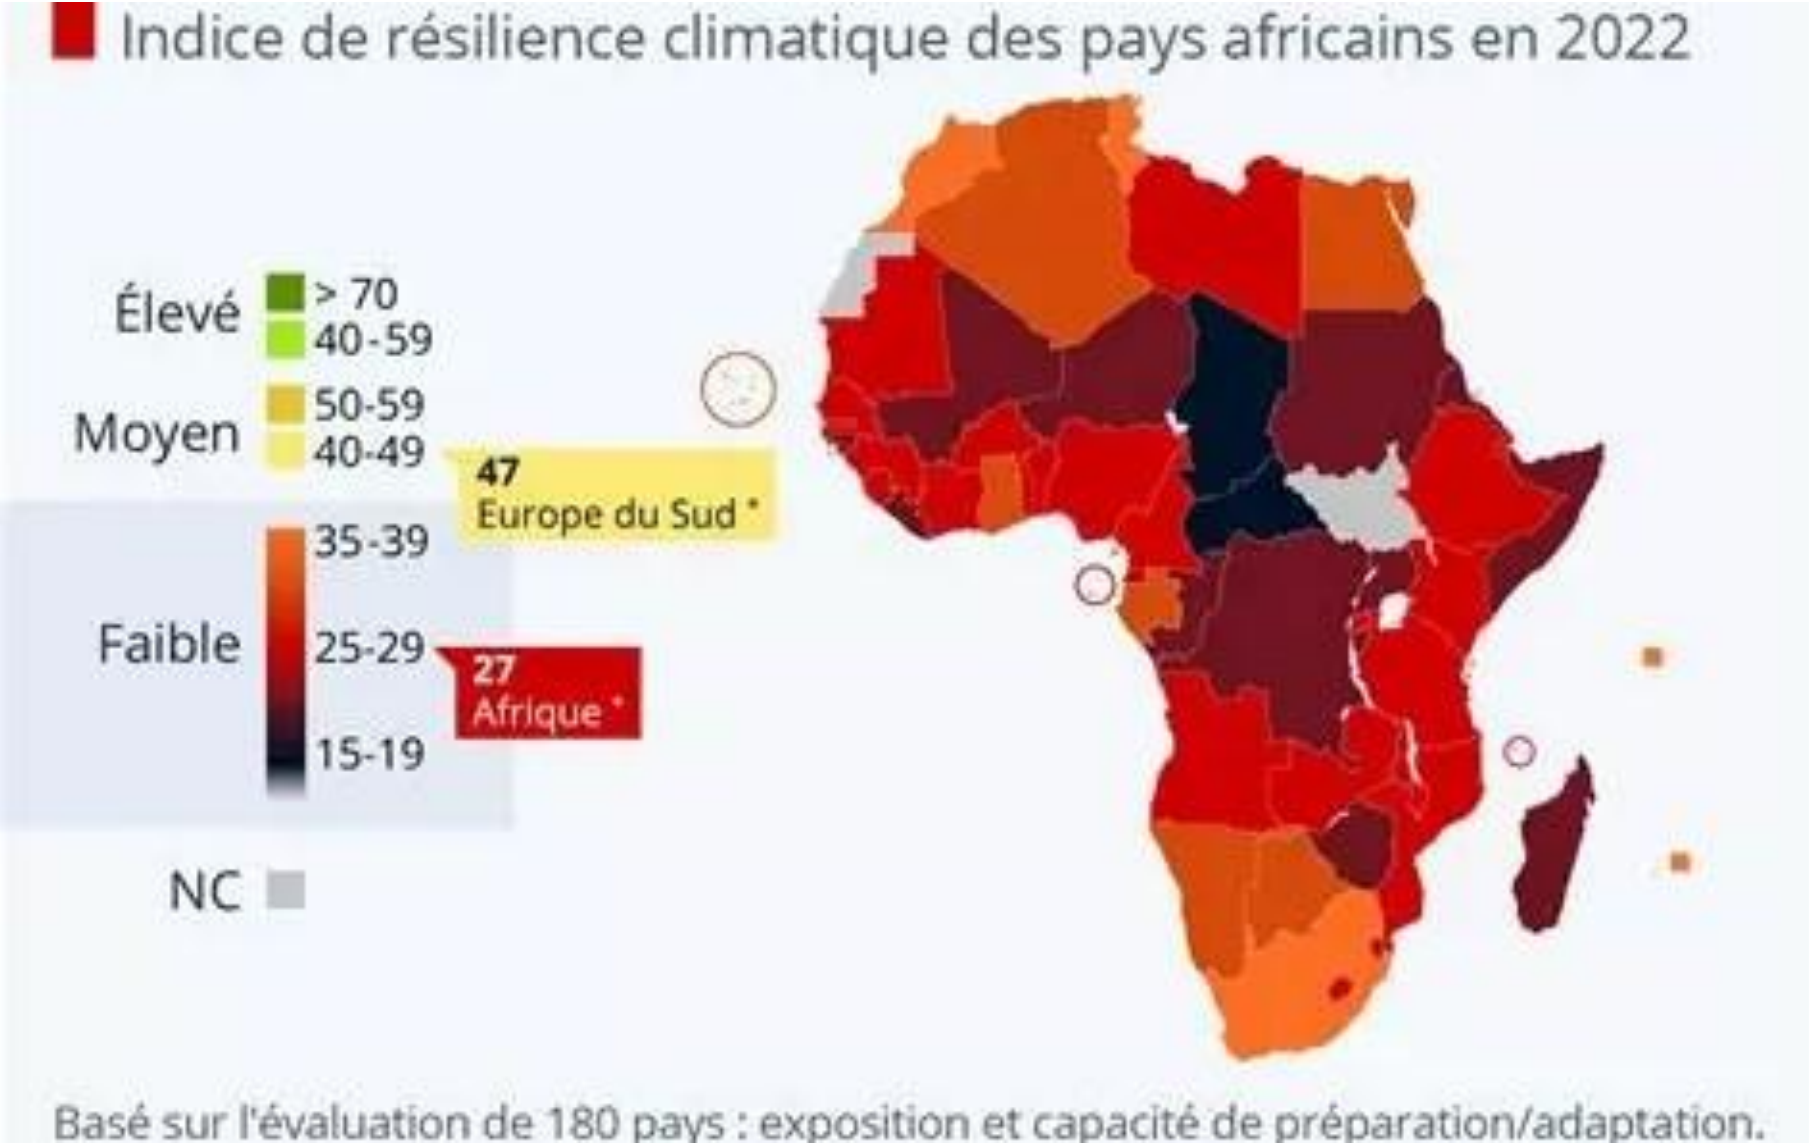 Indice de résilience climatique des pays africains en 2022
Élevé
> 70
40-59
Moyen
50-59
40-49
47
Europe du Sud *
Faible
35-39
25-29
27
Afrique *
15-19
NC
Basé sur l'évaluation de 180 pays : exposition et capacité de préparation/adaptation.